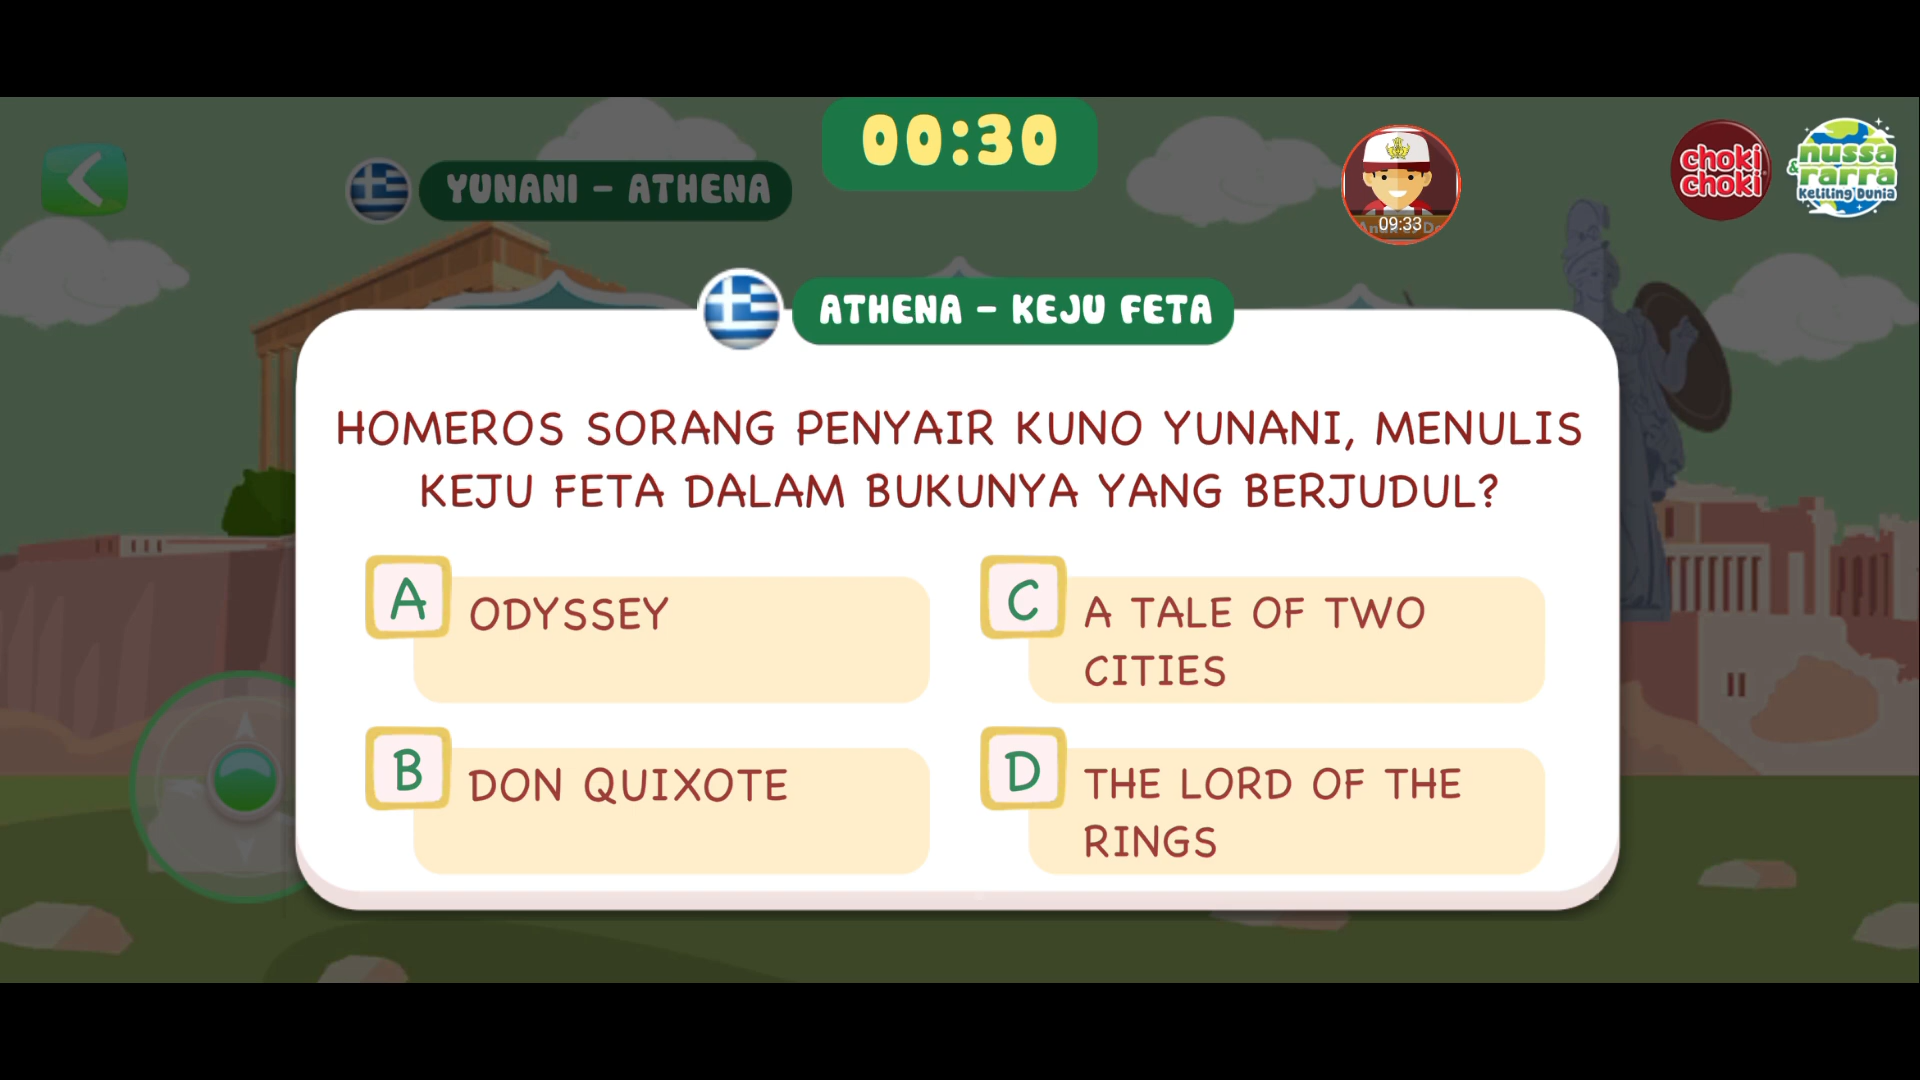 00:30
YUNANI - ATHENA
09:33
choki
choki
nussa
& rarra
Keliling Dunia
ATHENA - KEJU FETA
HOMEROS SORANG PENYAIR KUNO YUNANI, MENULIS
KEJU FETA DALAM BUKUNYA YANG BERJUDUL?
A ODYSSEY
C A TALE OF TWO
CITIES
B DON QUIXOTE
D THE LORD OF THE
RINGS